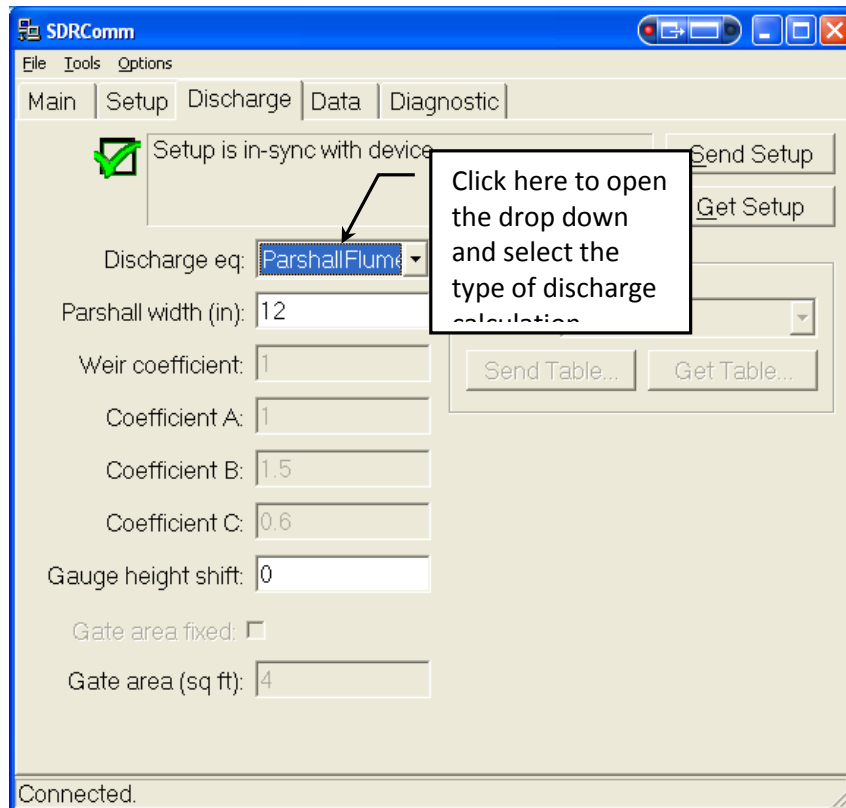 SDRComm
File Tools Options
Main Setup Discharge Data Diagnostic
Setup is in-sync with device
Send Setup
Get Setup
Click here to open
the drop down
and select the
type of discharge
calculation
Discharge eq: ParshallFlume
Parshall width (in): 12
Weir coefficient: 1
Send Table... Get Table...
Coefficient A: 1
Coefficient B: 1.5
Coefficient C: 0.6
Gauge height shift: 0
Gate area fixed:
Gate area (sq ft): 4
Connected.